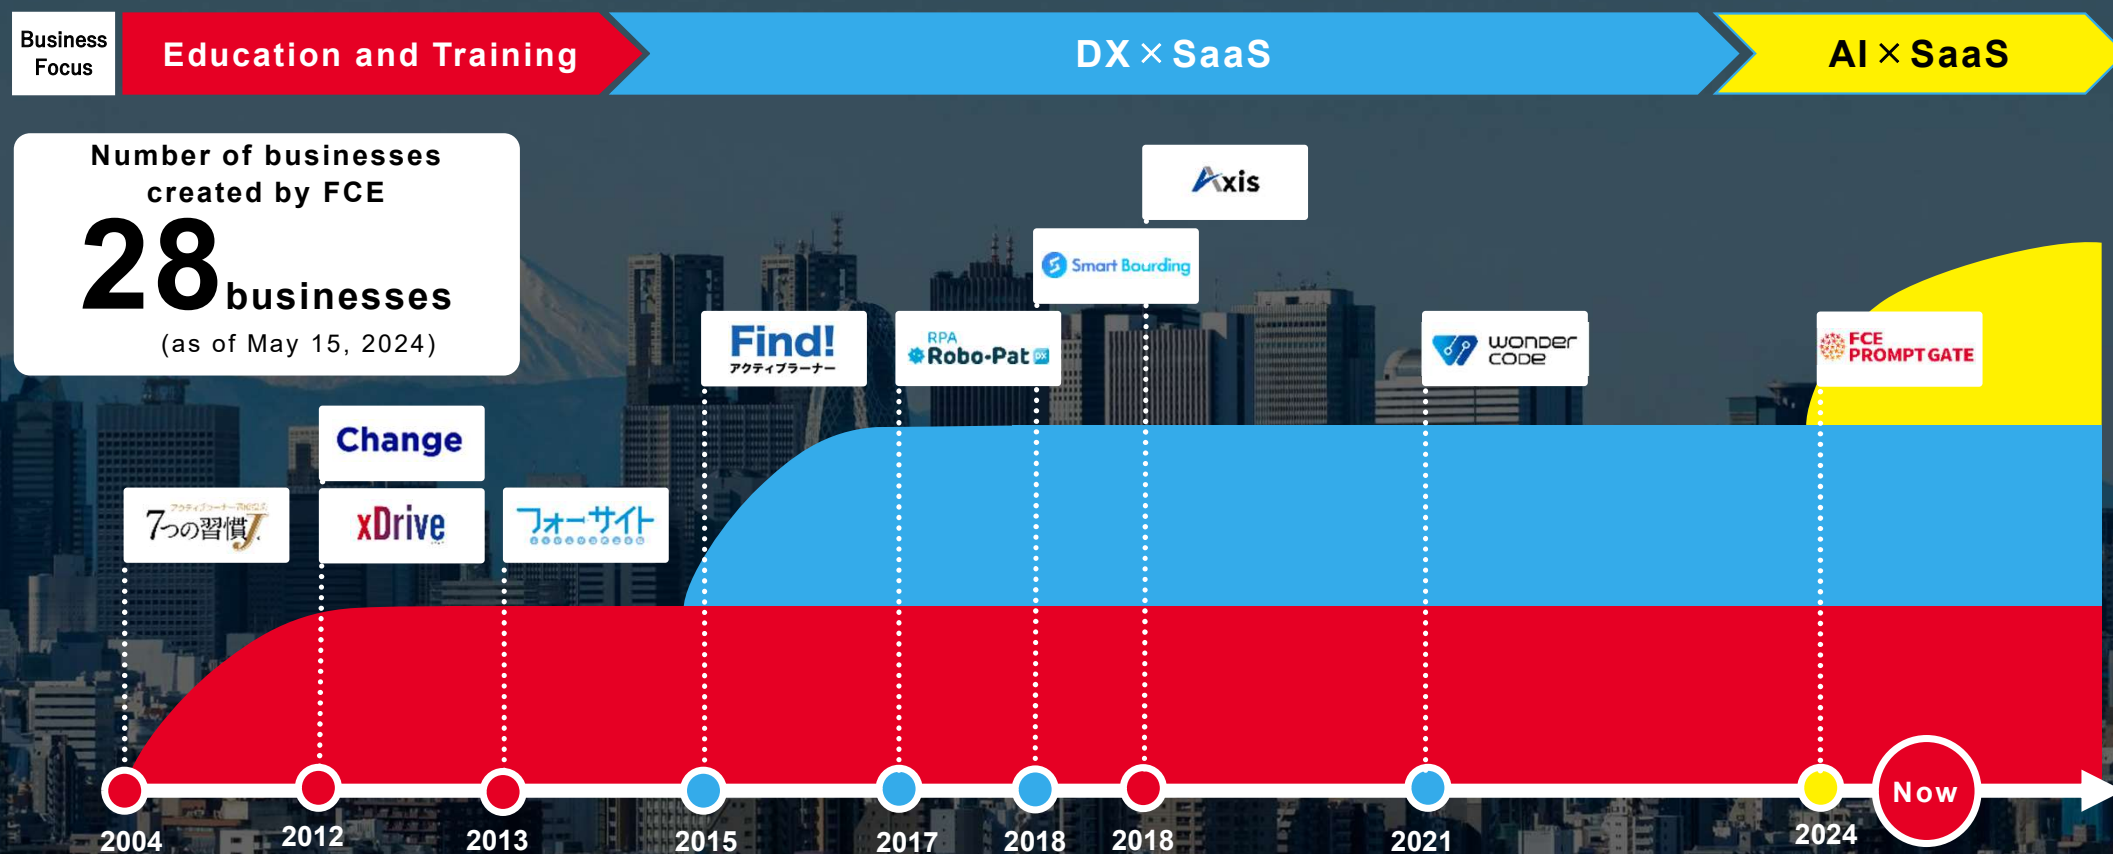 Business
Focus
Education and Training
DX×SaaS
AI×SaaS
Number of businesses
created by FCE
28 businesses
(as of May 15, 2024)
Axis
Smart Bourding
Find!
アクティブラーナー
RPA
Robo-Pat DX
WONDER
CODE
FCE
PROMPT GATE
Change
7つの習慣J.
xDrive
フォーサイト
Now
2004
2012
2013
2015
2017
2018
2018
2021
2024